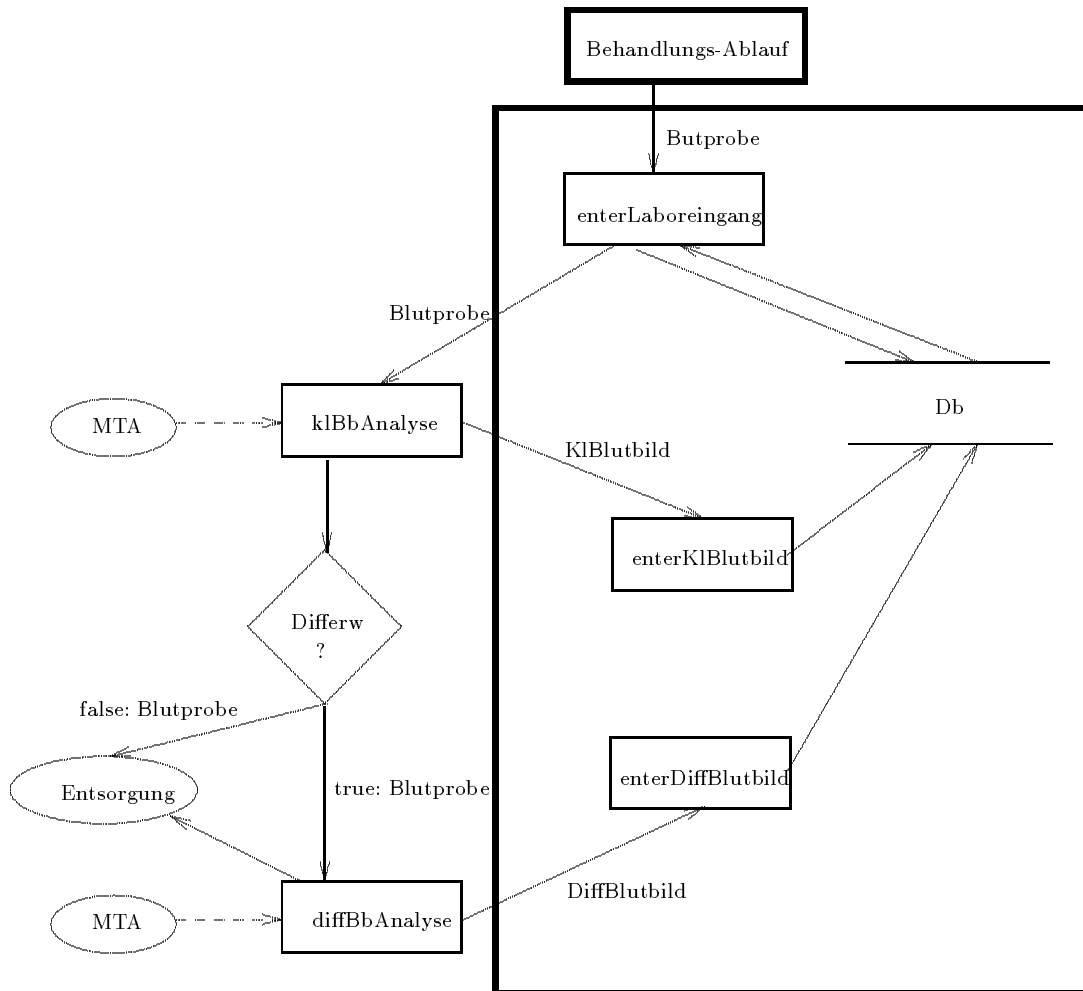 Behandlungs-Ablauf
Butprobe
enterLaboreingang
Blutprobe
MTA
klBbAnalyse
Db
KlBlutbild
enterKlBlutbild
Differw
?
false: Blutprobe
Entsorgung
true: Blutprobe
enterDiffBlutbild
DiffBlutbild
MTA
diffBbAnalyse